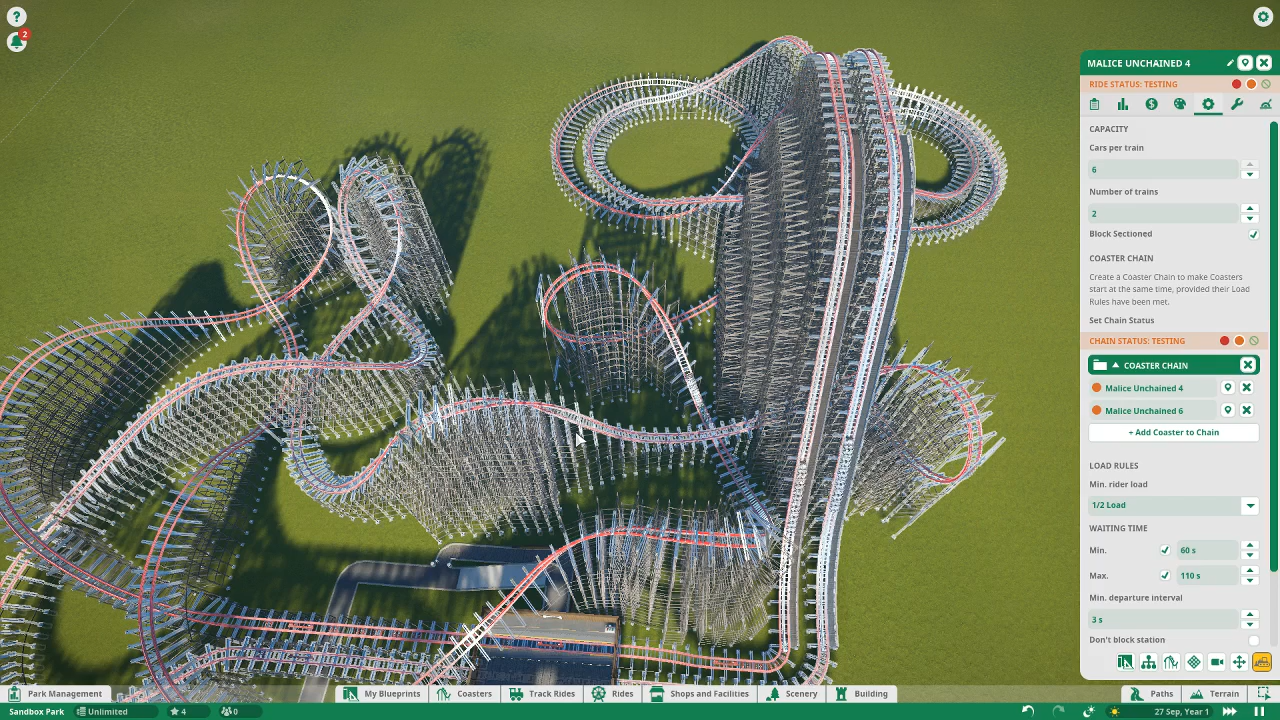 ?
2
MALICE UNCHAINED 4
RIDE STATUS: TESTING
CAPACITY
Cars per train
6
Number of trains
2
Block Sectioned
COASTER CHAIN
Create a Coaster Chain to make Coasters
start at the same time, provided their Load
Rules have been met.
Set Chain Status
CHAIN STATUS: TESTING
COASTER CHAIN
Malice Unchained 4
Malice Unchained 6
+ Add Coaster to Chain
LOAD RULES
Min. rider load
1/2 Load
WAITING TIME
Min. 60 s
Max. 110 s
Min. departure interval
3 s
Don't block station
Park Management My Blueprints Coasters Track Rides Rides Shops and Facilities Scenery Building Paths Terrain
Sandbox Park Unlimited 4 0 27 Sep, Year 1